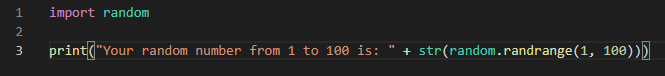 1 import random
2
3 print("Your random number from 1 to 100 is: " + str(random.randrange(1, 100)))